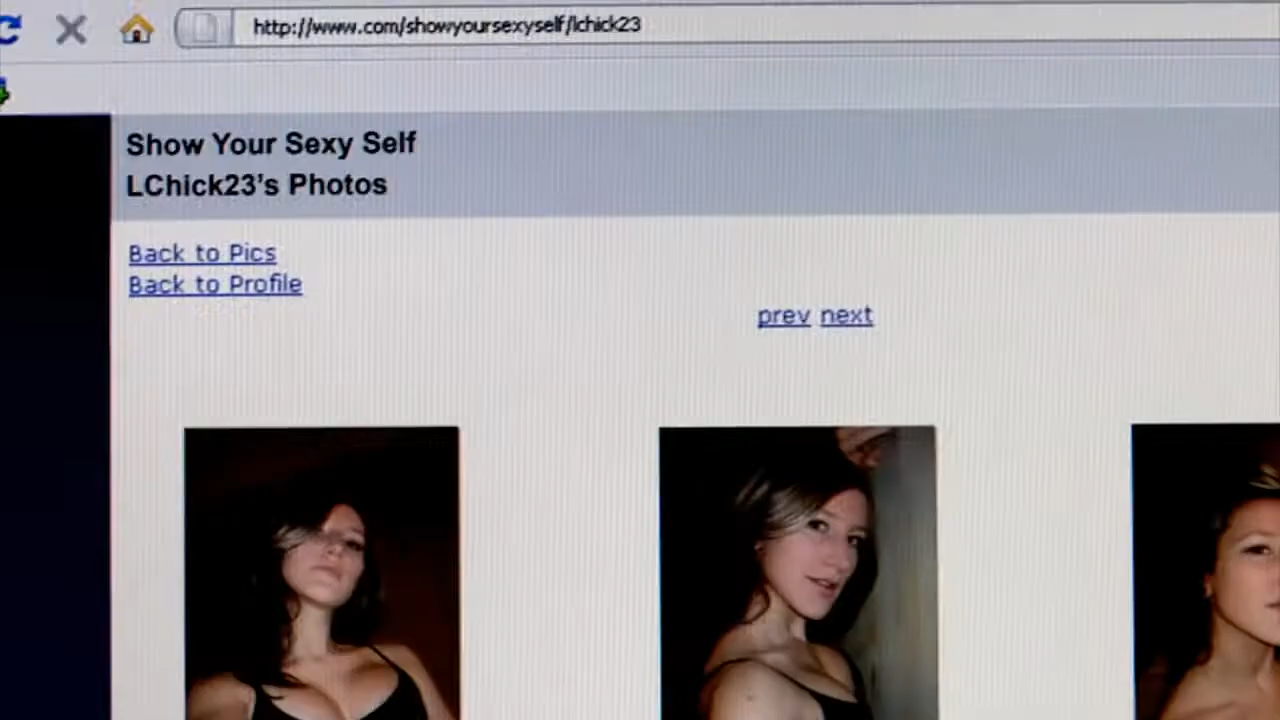 http://www.com/showyoursexyself/lchick23
Show Your Sexy Self
LChick23's Photos
Back to Pics
Back to Profile
prev next